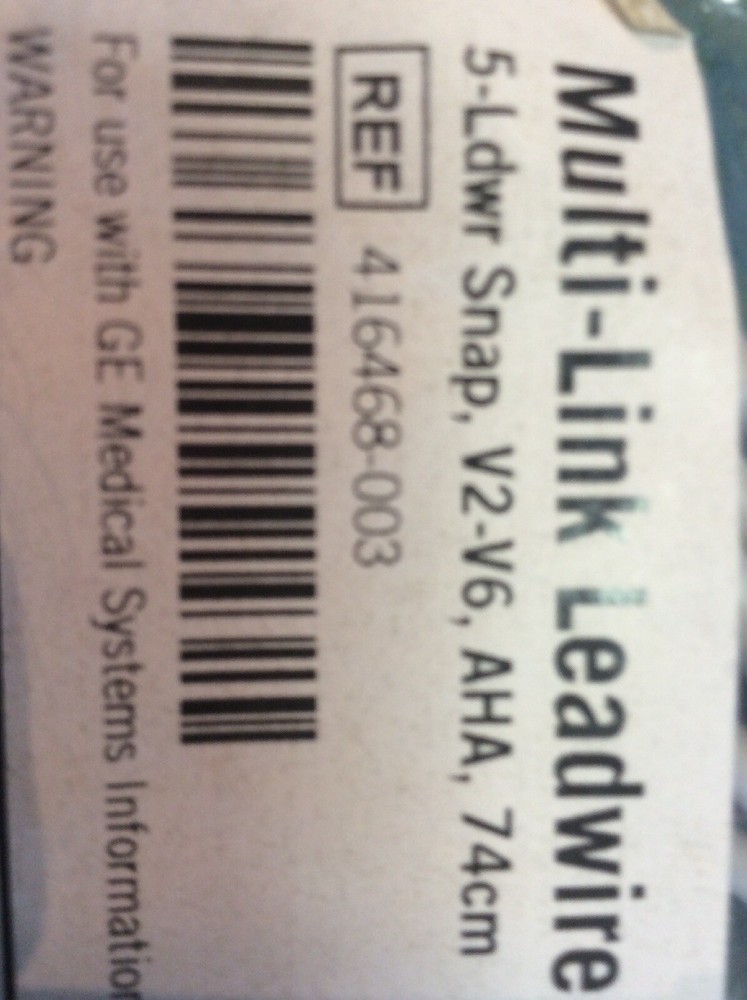 Multi-Link Leadwire
5-Ldwr Snap, V2-V6, AHA, 74cm
REF 416468-003
For use with GE Medical Systems Information
WARNING